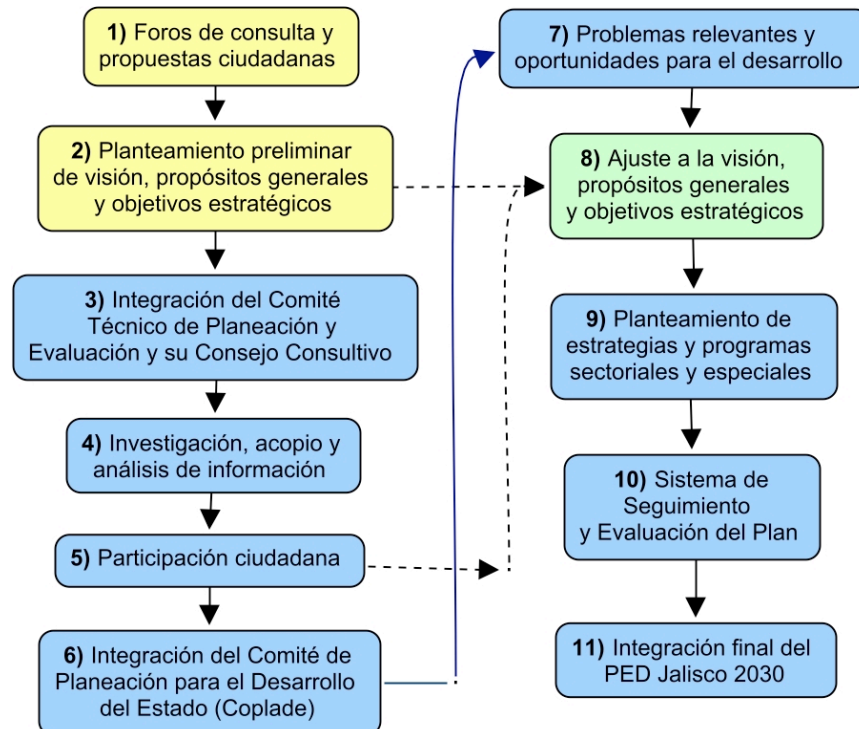 1) Foros de consulta y
propuestas ciudadanas
2) Planteamiento preliminar
de visión, propósitos generales
y objetivos estratégicos
3) Integración del Comité
Técnico de Planeación y
Evaluación y su Consejo Consultivo
4) Investigación, acopio y
análisis de información
5) Participación ciudadana
6) Integración del Comité de
Planeación para el Desarrollo
del Estado (Coplade)
7) Problemas relevantes y
oportunidades para el desarrollo
8) Ajuste a la visión,
propósitos generales
y objetivos estratégicos
9) Planteamiento de
estrategias y programas
sectoriales y especiales
10) Sistema de
Seguimiento
y Evaluación del Plan
11) Integración final del
PED Jalisco 2030